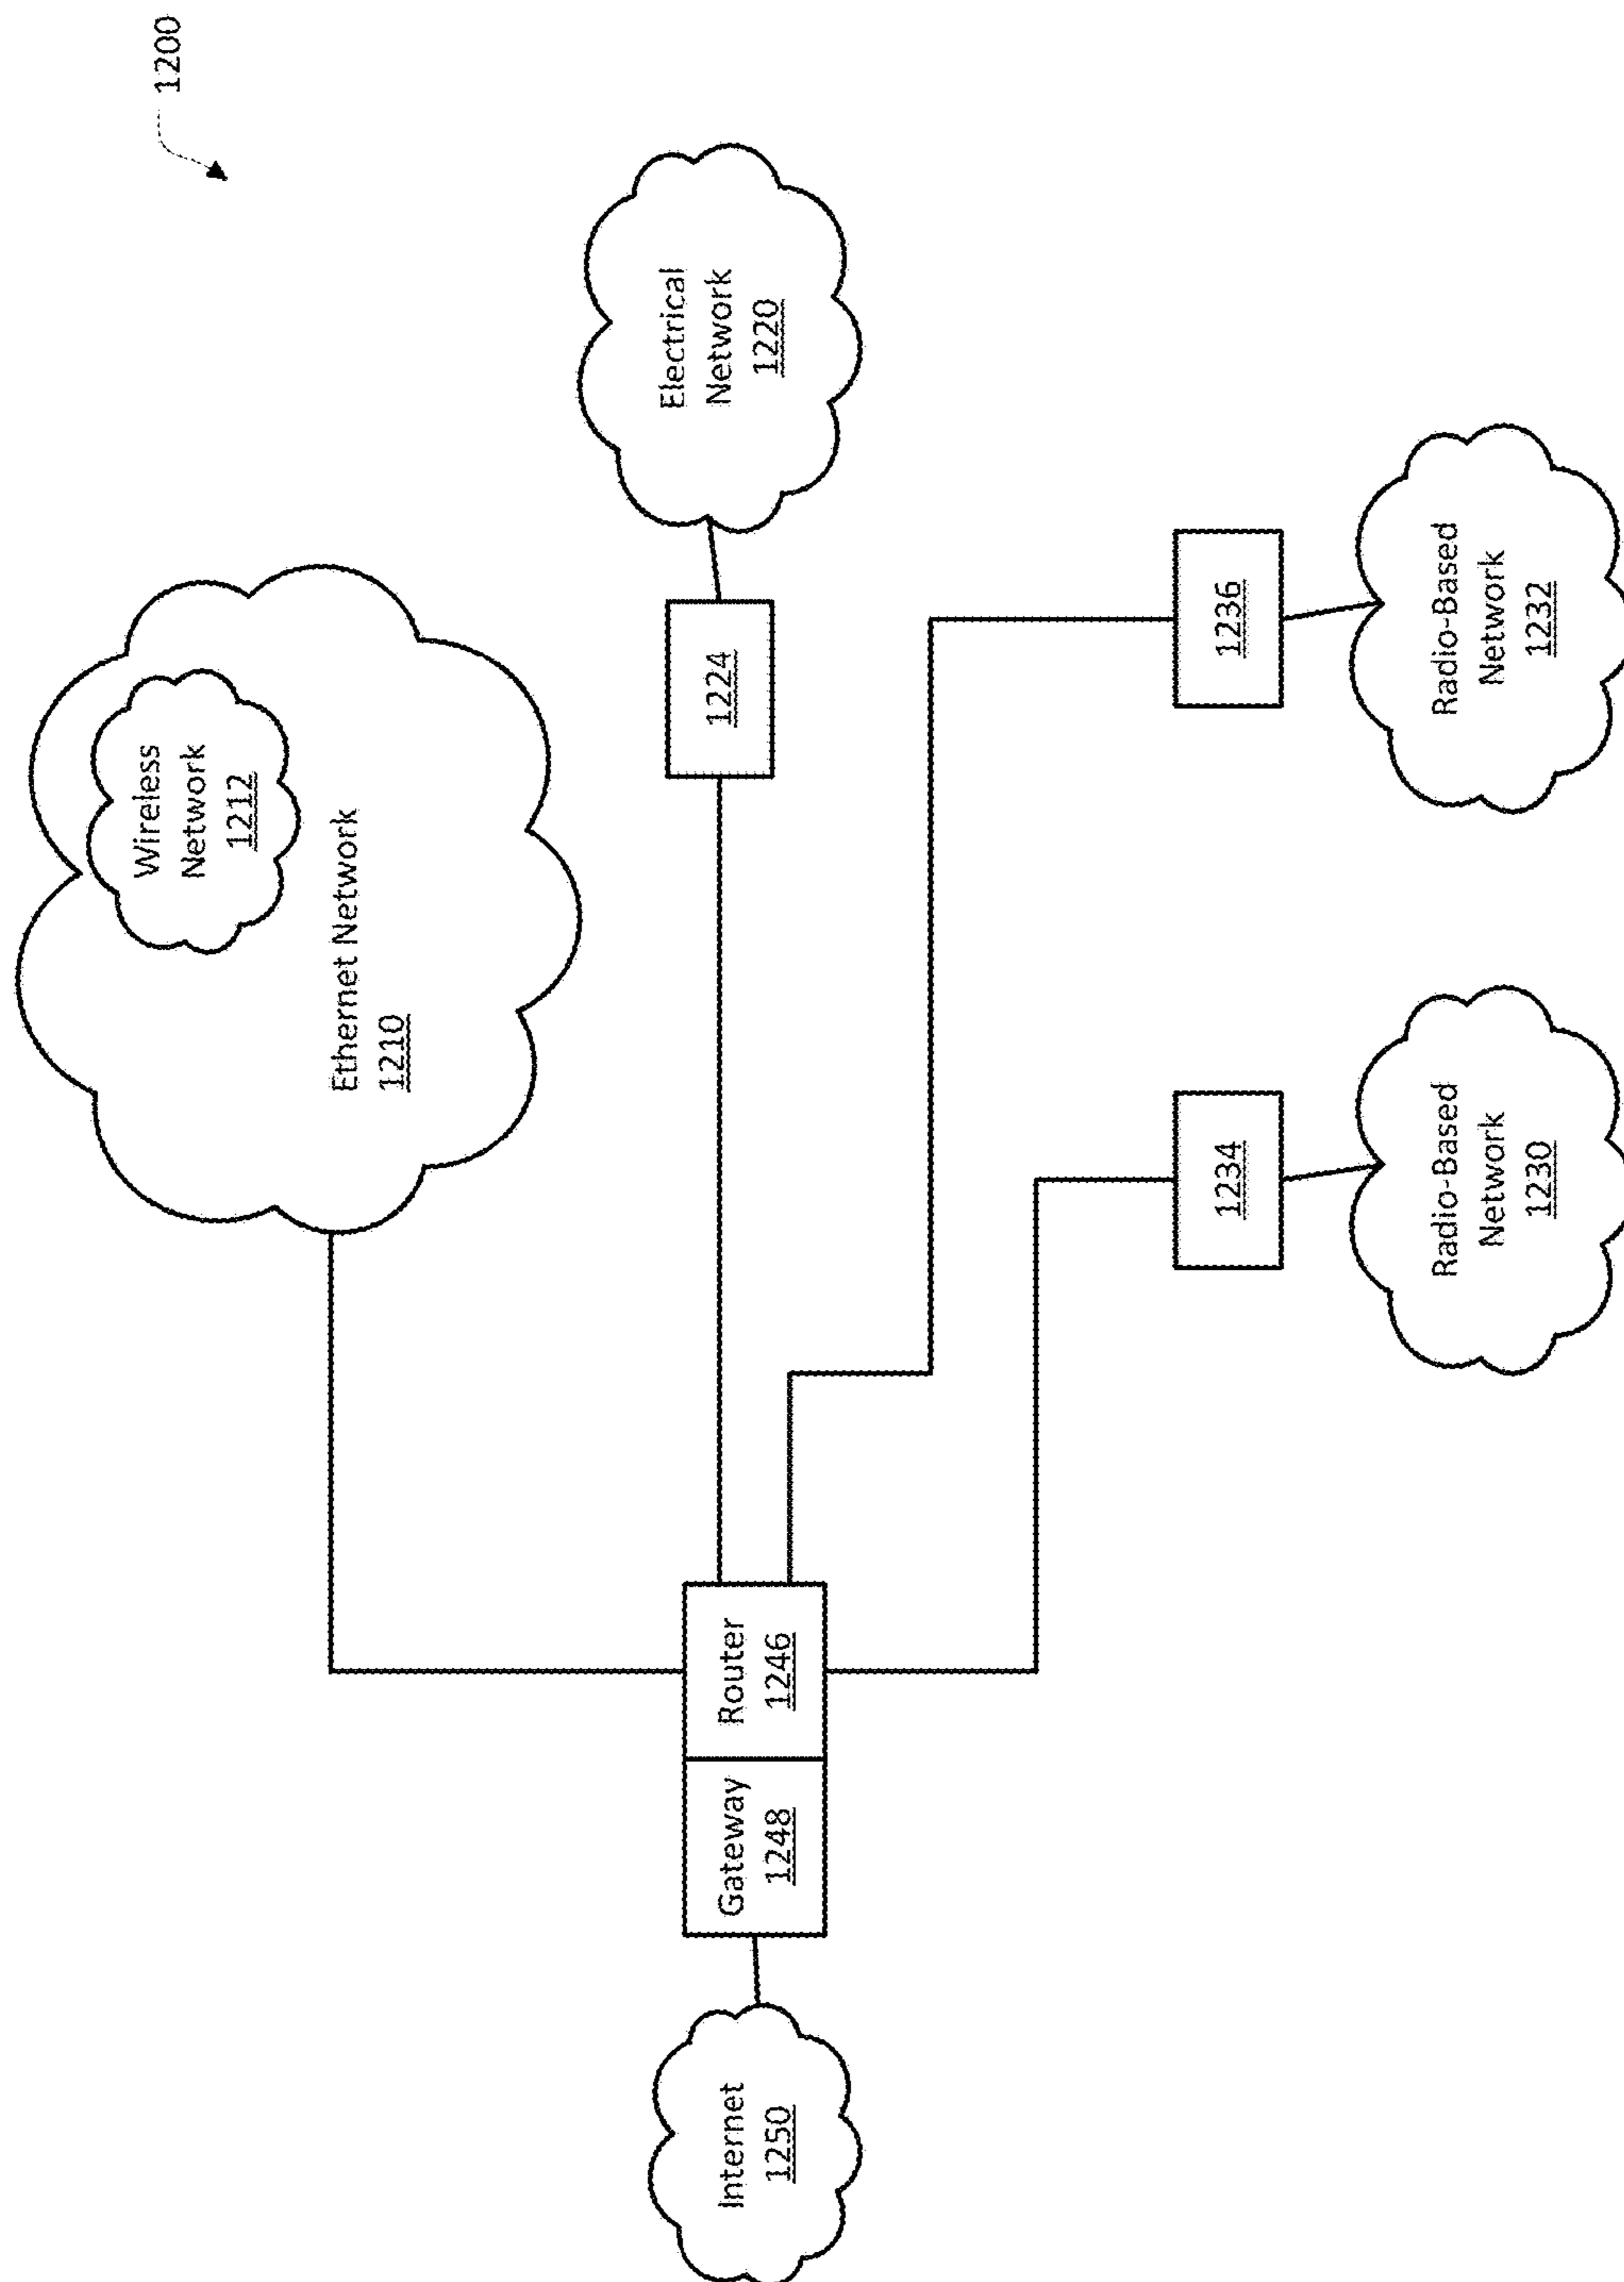 1200
Wireless
Network
1212
Ethernet Network
1210
Electrical
Network
1220
1224
Internet
1250
Gateway
1248
Router
1246
1234
1236
Radio-Based
Network
1230
Radio-Based
Network
1232